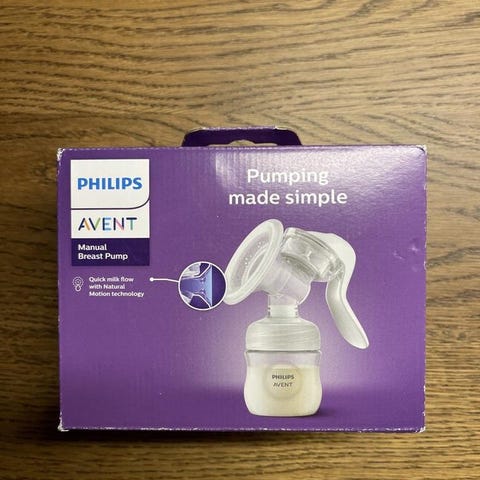 PHILIPS
AVENT
Manual
Breast Pump
Quick milk flow
with Natural
Motion technology
Pumping
made simple
PHILIPS
AVENT